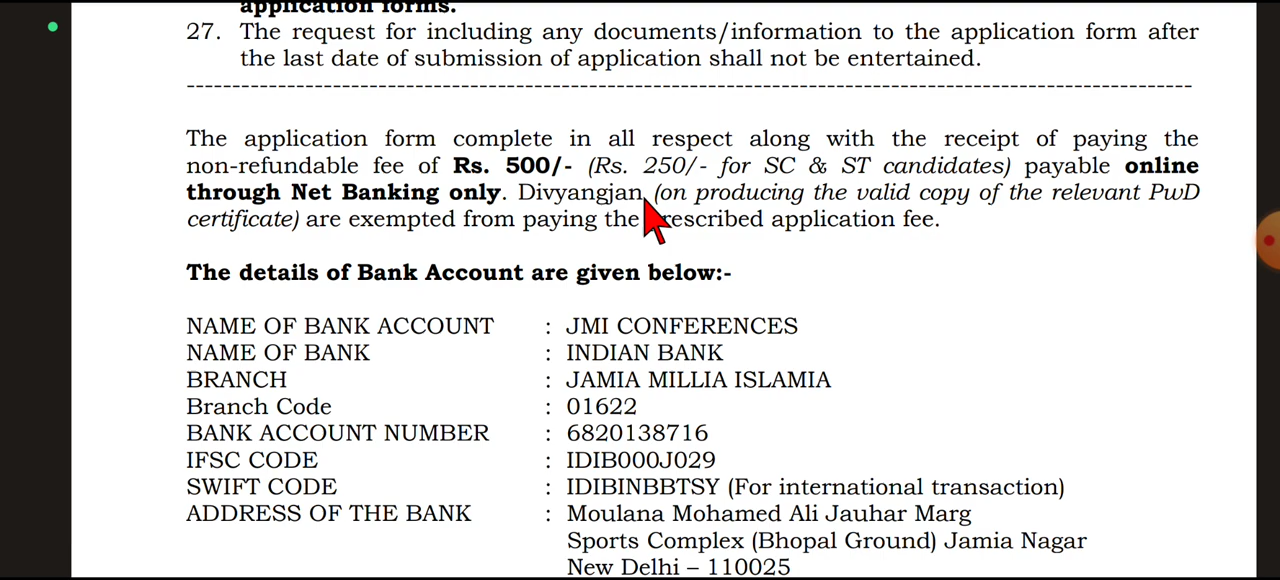 application forms.
27. The request for including any documents/information to the application form after
the last date of submission of application shall not be entertained.
--------------------------------------------------------------------------------------------------------------
The application form complete in all respect along with the receipt of paying the
non-refundable fee of Rs. 500/- (Rs. 250/- for SC & ST candidates) payable online
through Net Banking only. Divyangjan (on producing the valid copy of the relevant PwD
certificate) are exempted from paying the prescribed application fee.
The details of Bank Account are given below:-
NAME OF BANK ACCOUNT : JMI CONFERENCES
NAME OF BANK : INDIAN BANK
BRANCH : JAMIA MILLIA ISLAMIA
Branch Code : 01622
BANK ACCOUNT NUMBER : 6820138716
IFSC CODE : IDIB000J029
SWIFT CODE : IDIBINBBTSY (For international transaction)
ADDRESS OF THE BANK : Moulana Mohamed Ali Jauhar Marg
Sports Complex (Bhopal Ground) Jamia Nagar
New Delhi – 110025